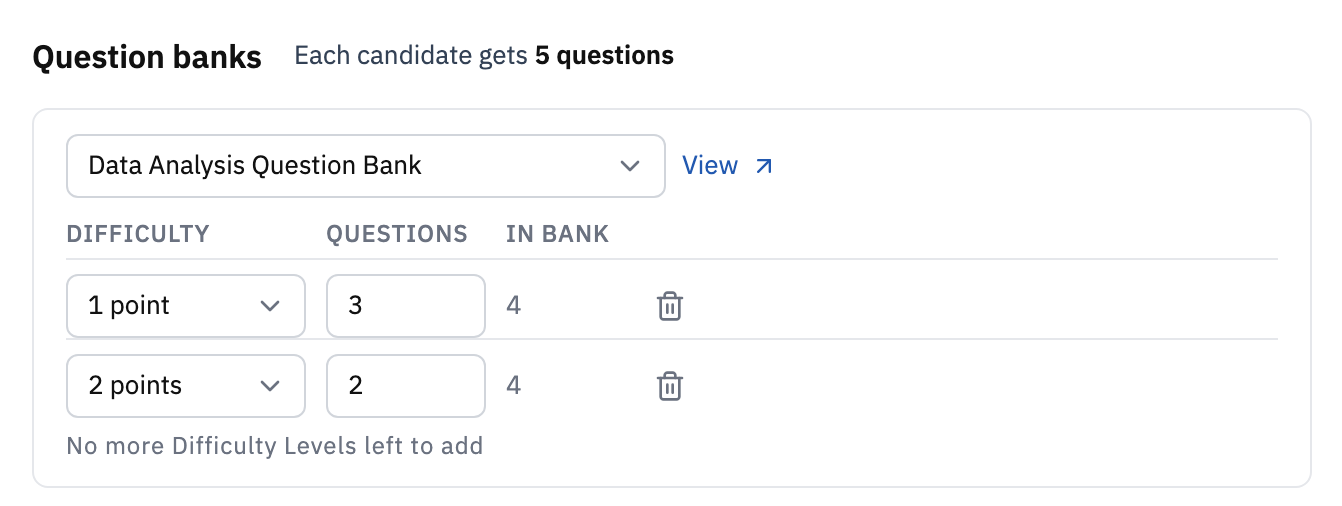 Question banks Each candidate gets 5 questions
Data Analysis Question Bank View
DIFFICULTY QUESTIONS IN BANK
1 point 3 4
2 points 2 4
No more Difficulty Levels left to add